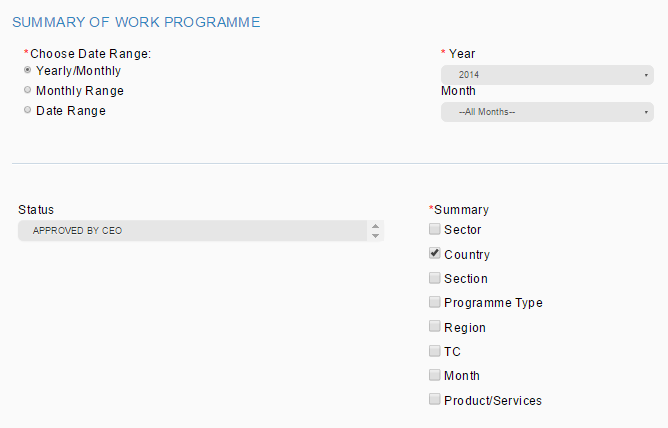 SUMMARY OF WORK PROGRAMME
*Choose Date Range:
Yearly/Monthly
Monthly Range
Date Range
* Year
2014
Month
--All Months--
Status
APPROVED BY CEO
*Summary
Sector
Country
Section
Programme Type
Region
TC
Month
Product/Services